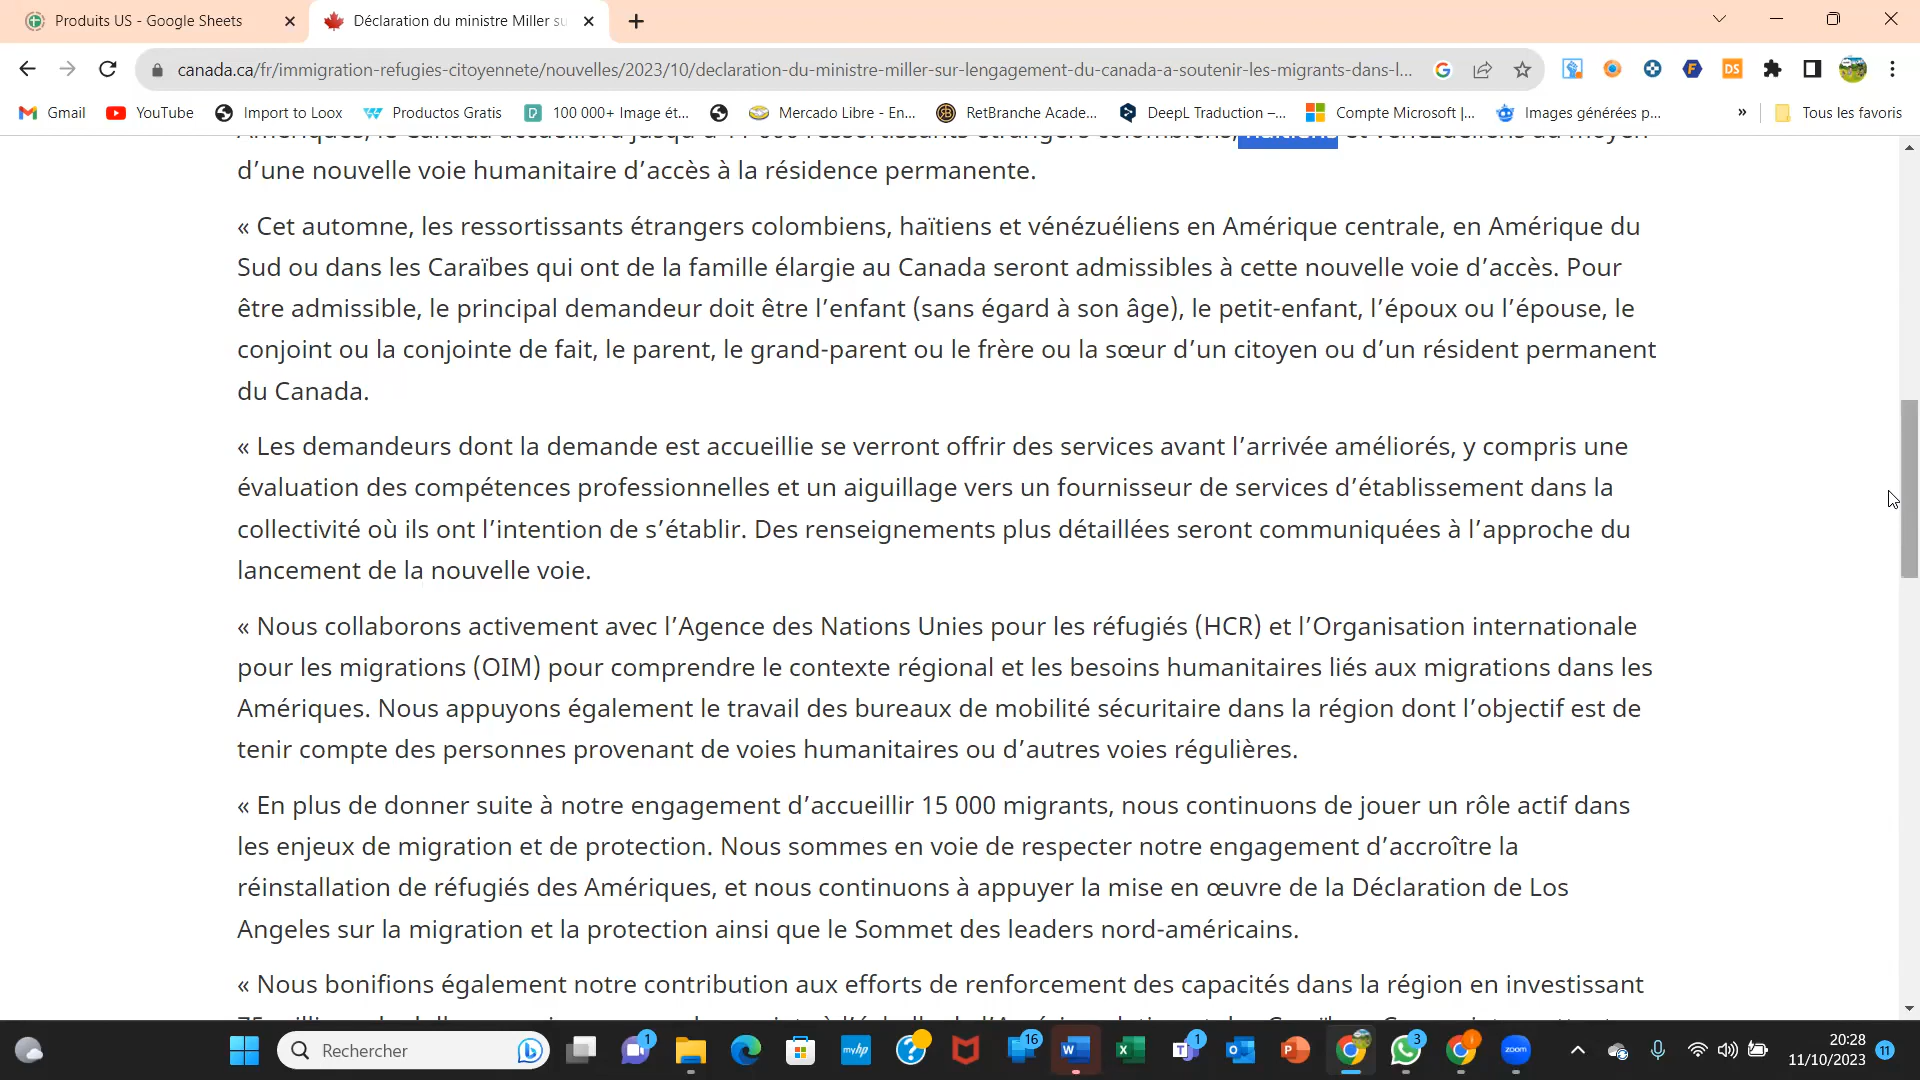 Produits US - Google Sheets
Déclaration du ministre Miller su
canada.ca/fr/immigration-refugies-citoyennete/nouvelles/2023/10/declaration-du-ministre-miller-sur-lengagement-du-canada-a-soutenir-les-migrants-dans-l...
DS
Gmail
YouTube
Import to Loox
Productos Gratis
100 000+ Image ét...
Mercado Libre - En...
RetBranche Acade...
DeepL Traduction –...
Compte Microsoft |...
Images générées p...
»
Tous les favoris
d’une nouvelle voie humanitaire d’accès à la résidence permanente.
« Cet automne, les ressortissants étrangers colombiens, haïtiens et vénézuéliens en Amérique centrale, en Amérique du
Sud ou dans les Caraïbes qui ont de la famille élargie au Canada seront admissibles à cette nouvelle voie d’accès. Pour
être admissible, le principal demandeur doit être l’enfant (sans égard à son âge), le petit-enfant, l’époux ou l’épouse, le
conjoint ou la conjointe de fait, le parent, le grand-parent ou le frère ou la sœur d’un citoyen ou d’un résident permanent
du Canada.
« Les demandeurs dont la demande est accueillie se verront offrir des services avant l’arrivée améliorés, y compris une
évaluation des compétences professionnelles et un aiguillage vers un fournisseur de services d’établissement dans la
collectivité où ils ont l’intention de s’établir. Des renseignements plus détaillées seront communiquées à l’approche du
lancement de la nouvelle voie.
« Nous collaborons activement avec l’Agence des Nations Unies pour les réfugiés (HCR) et l’Organisation internationale
pour les migrations (OIM) pour comprendre le contexte régional et les besoins humanitaires liés aux migrations dans les
Amériques. Nous appuyons également le travail des bureaux de mobilité sécuritaire dans la région dont l’objectif est de
tenir compte des personnes provenant de voies humanitaires ou d’autres voies régulières.
« En plus de donner suite à notre engagement d’accueillir 15 000 migrants, nous continuons de jouer un rôle actif dans
les enjeux de migration et de protection. Nous sommes en voie de respecter notre engagement d’accroître la
réinstallation de réfugiés des Amériques, et nous continuons à appuyer la mise en œuvre de la Déclaration de Los
Angeles sur la migration et la protection ainsi que le Sommet des leaders nord-américains.
« Nous bonifions également notre contribution aux efforts de renforcement des capacités dans la région en investissant
Rechercher
1
myhp
16
1
3
zoom
20:28
11/10/2023
11